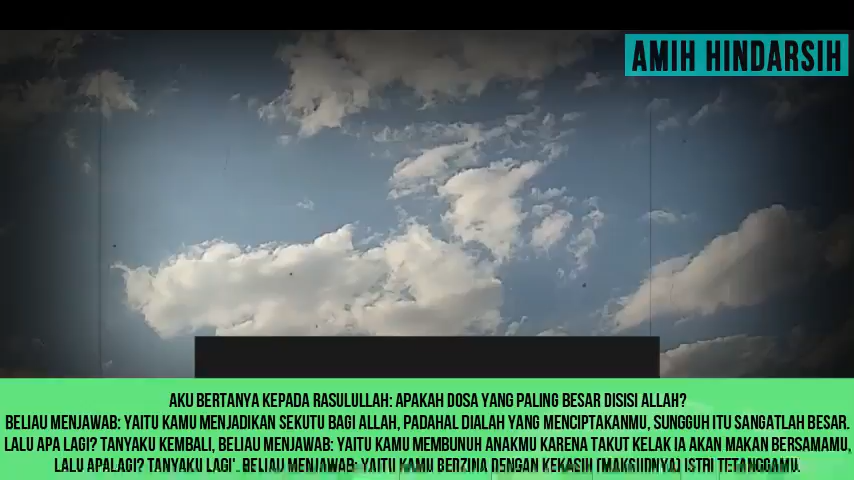 AMIH HINDARSIH
AKU BERTANYA KEPADA RASULULLAH: APAKAH DOSA YANG PALING BESAR DISISI ALLAH?
BELIAU MENJAWAB: YAITU KAMU MENJADIKAN SEKUTU BAGI ALLAH, PADAHAL DIALAH YANG MENCIPTAKANMU, SUNGGUH ITU SANGATLAH BESAR.
LALU APA LAGI? TANYAKU KEMBALI, BELIAU MENJAWAB: YAITU KAMU MEMBUNUH ANAKMU KARENA TAKUT KELAK IA AKAN MAKAN BERSAMAMU,
LALU APALAGI? TANYAKU LAGI'. BELIAU MENJAWAB: YAITU KAMU BERZINA DENGAN KEKASIH (MAKSUDNYA) ISTRI TETANGGAMU.